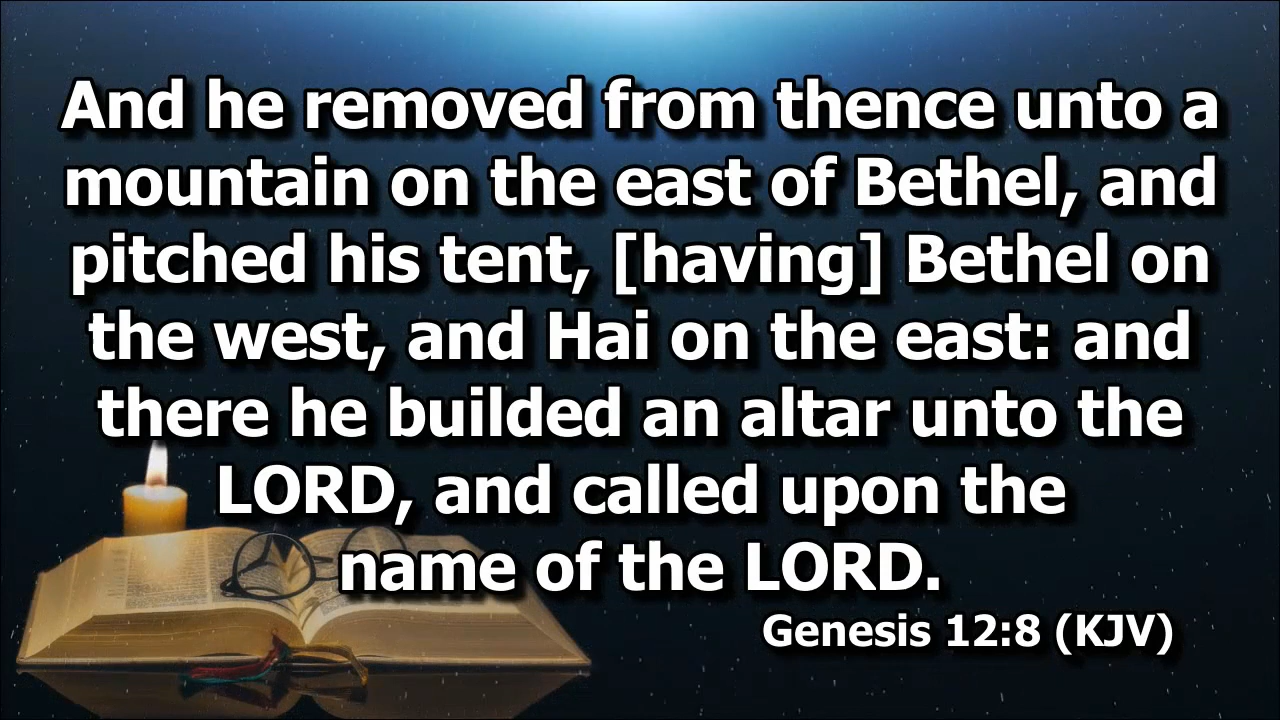 And he removed from thence unto a
mountain on the east of Bethel, and
pitched his tent, [having] Bethel on
the west, and Hai on the east: and
there he builded an altar unto the
LORD, and called upon the
name of the LORD.
Genesis 12:8 (KJV)